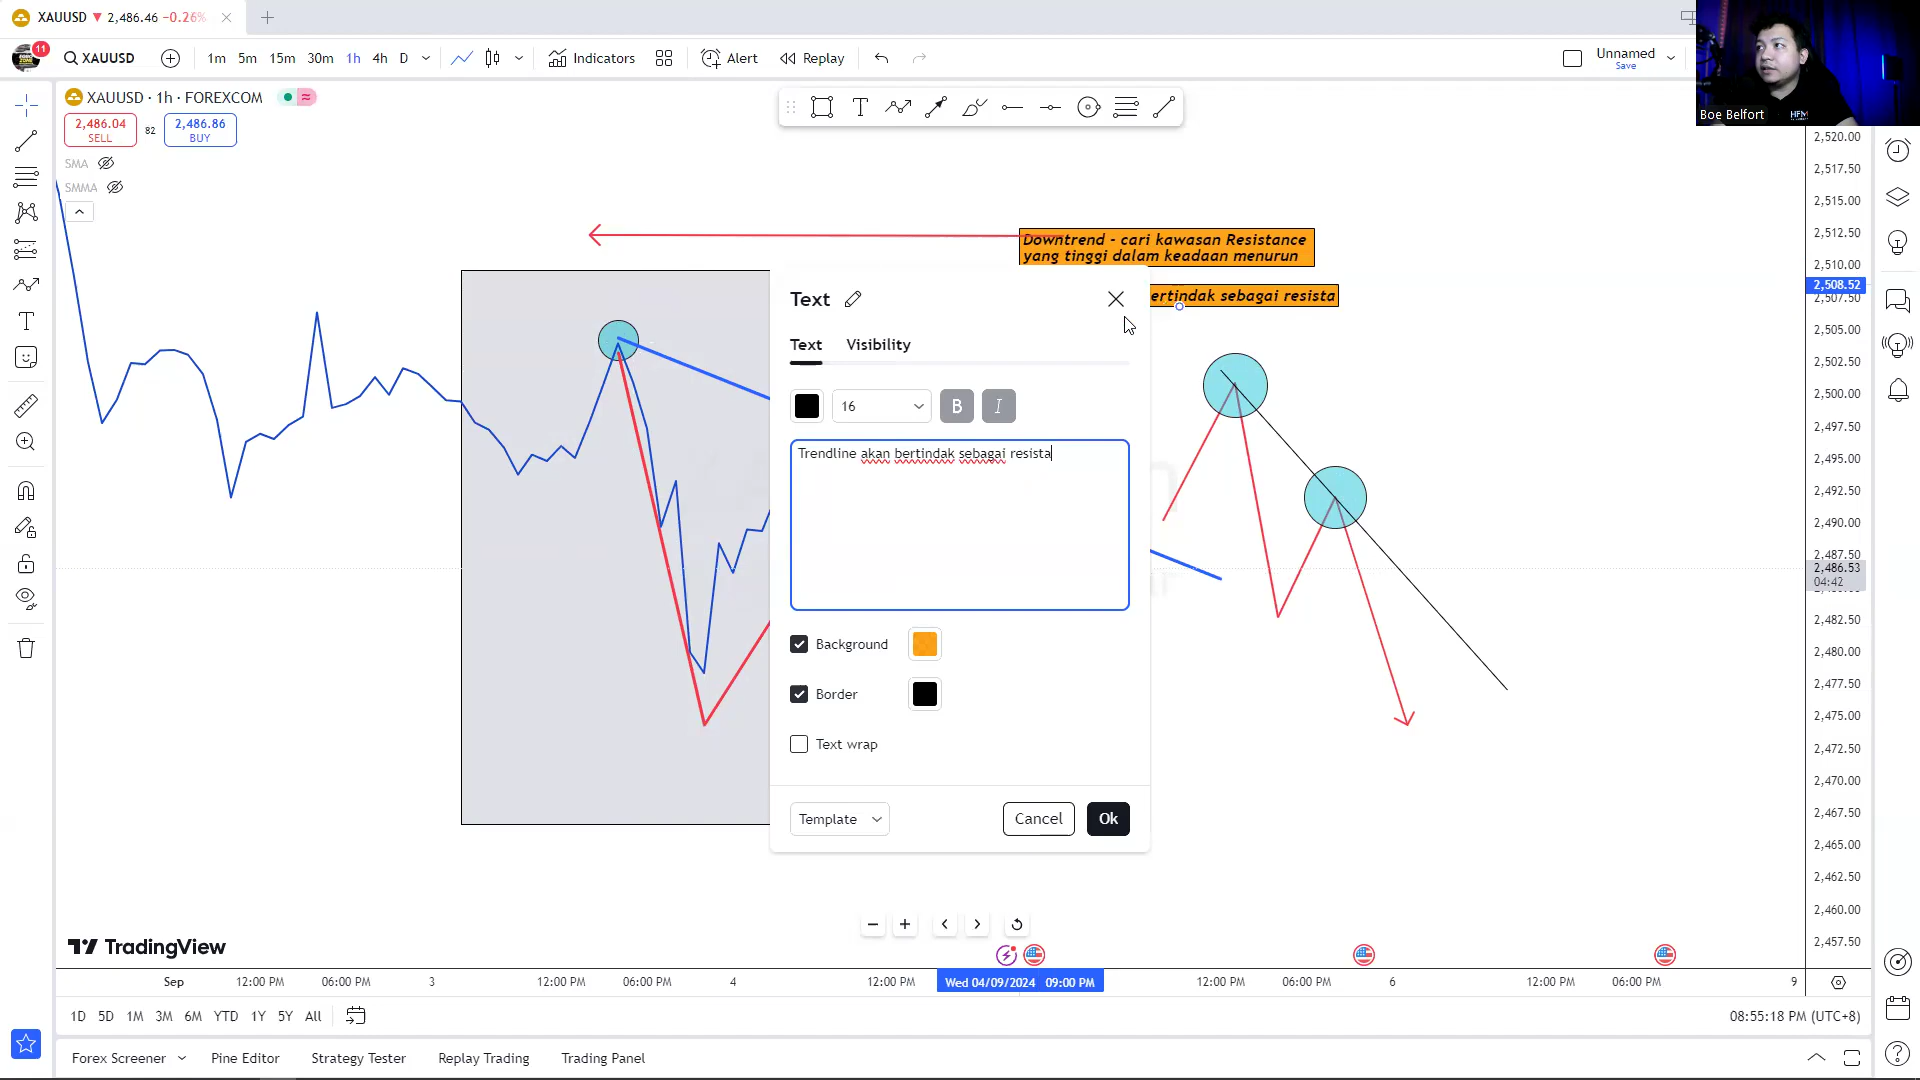 XAUUSD ▼ 2,486.46 −0.26%
11
XAUUSD
1m 5m 15m 30m 1h 4h D
Indicators
Alert
Replay
Unnamed
Save
Boe Belfort
HFM
XAUUSD · 1h · FOREXCOM
2,486.04
SELL
82
2,486.86
BUY
SMA
SMMA
T
Downtrend - cari kawasan Resistance
yang tinggi dalam keadaan menurun
ertindak sebagai resista
Text
Text Visibility
16 B I
Trendline akan bertindak sebagai resista
Background
Border
Text wrap
Template
Cancel
Ok
2,520.00
2,517.50
2,515.00
2,512.50
2,510.00
2,508.52
2,507.50
2,505.00
2,502.50
2,500.00
2,497.50
2,495.00
2,492.50
2,490.00
2,487.50
2,486.53
04:42
2,482.50
2,480.00
2,477.50
2,475.00
2,472.50
2,470.00
2,467.50
2,465.00
2,462.50
2,460.00
2,457.50
TradingView
Sep 12:00 PM 06:00 PM 3 12:00 PM 06:00 PM 4 12:00 PM Wed 04/09/2024 09:00 PM 12:00 PM 06:00 PM 6 12:00 PM 06:00 PM 9
1D 5D 1M 3M 6M YTD 1Y 5Y All
08:55:18 PM (UTC+8)
Forex Screener Pine Editor Strategy Tester Replay Trading Trading Panel